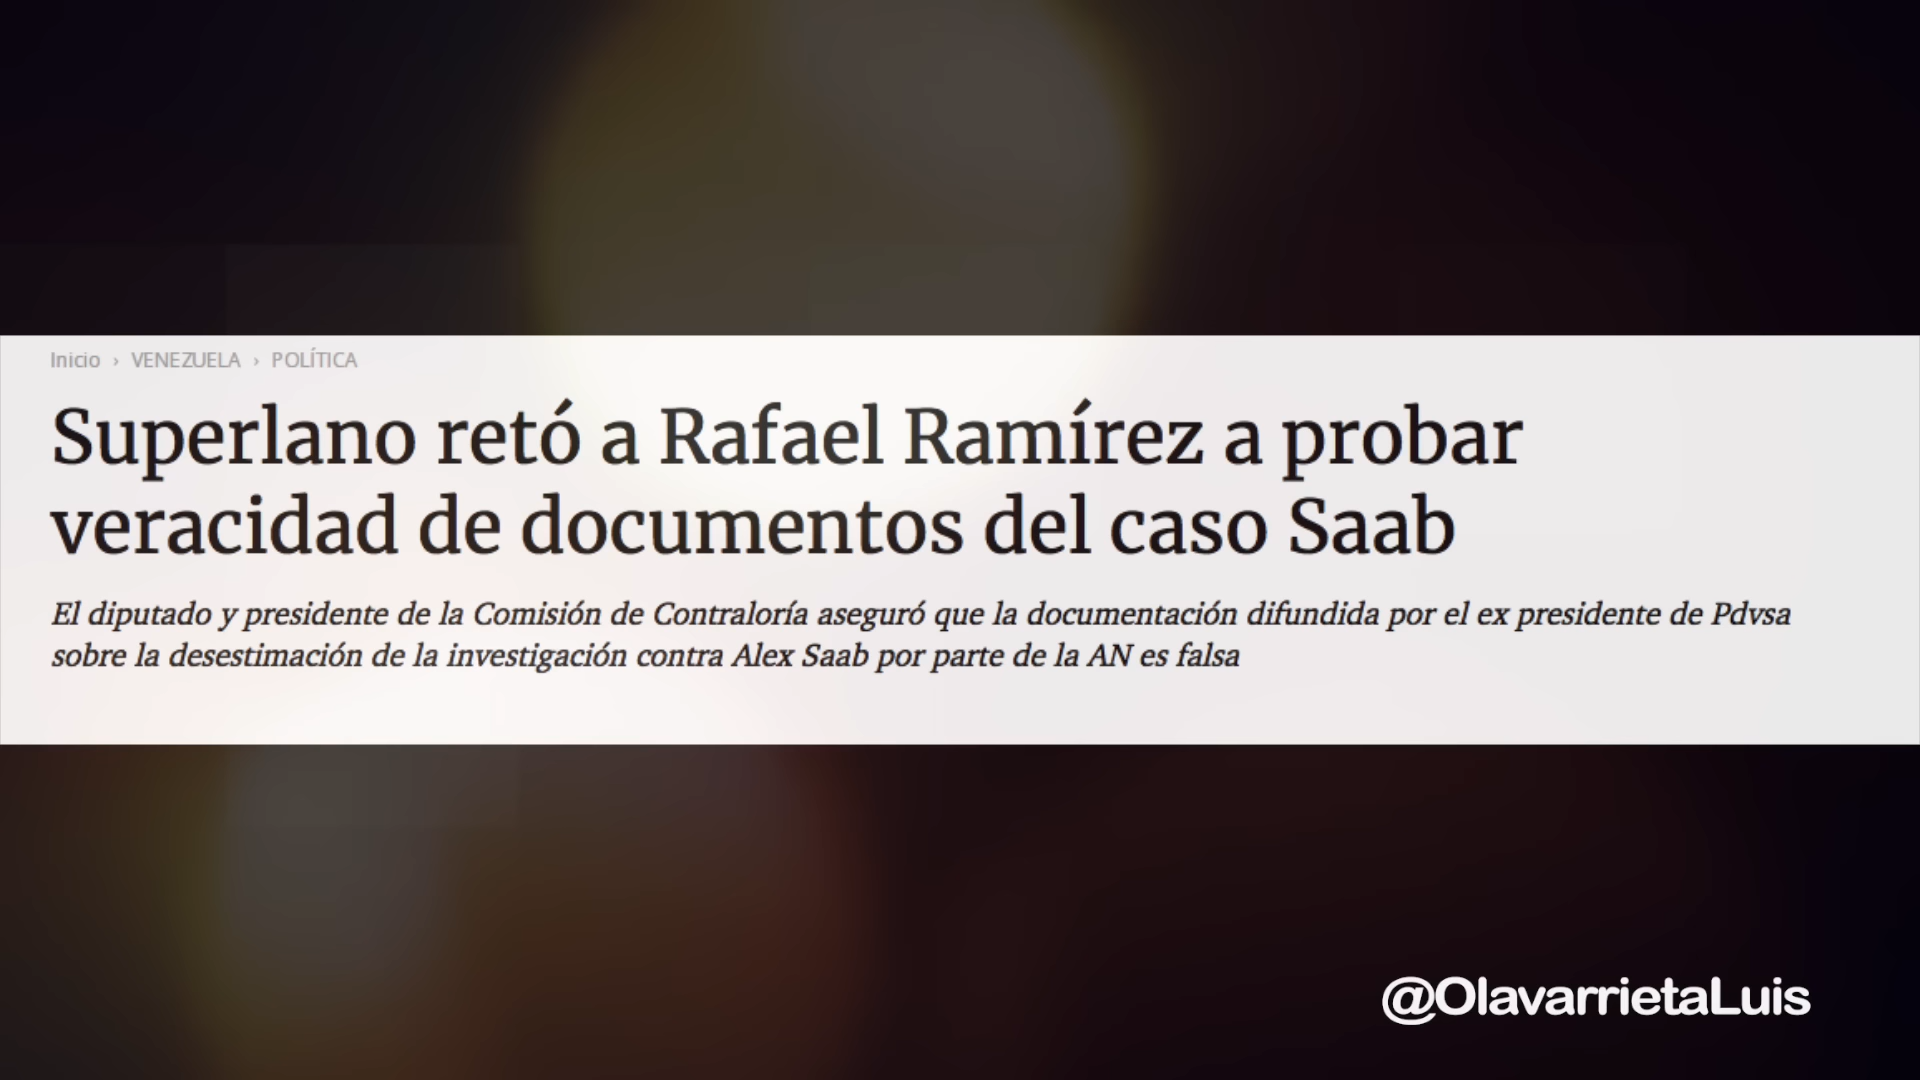 Inicio › VENEZUELA › POLÍTICA
Superlano retó a Rafael Ramírez a probar
veracidad de documentos del caso Saab
El diputado y presidente de la Comisión de Contraloría aseguró que la documentación difundida por el ex presidente de Pdvsa
sobre la desestimación de la investigación contra Alex Saab por parte de la AN es falsa
@OlavarrietaLuis